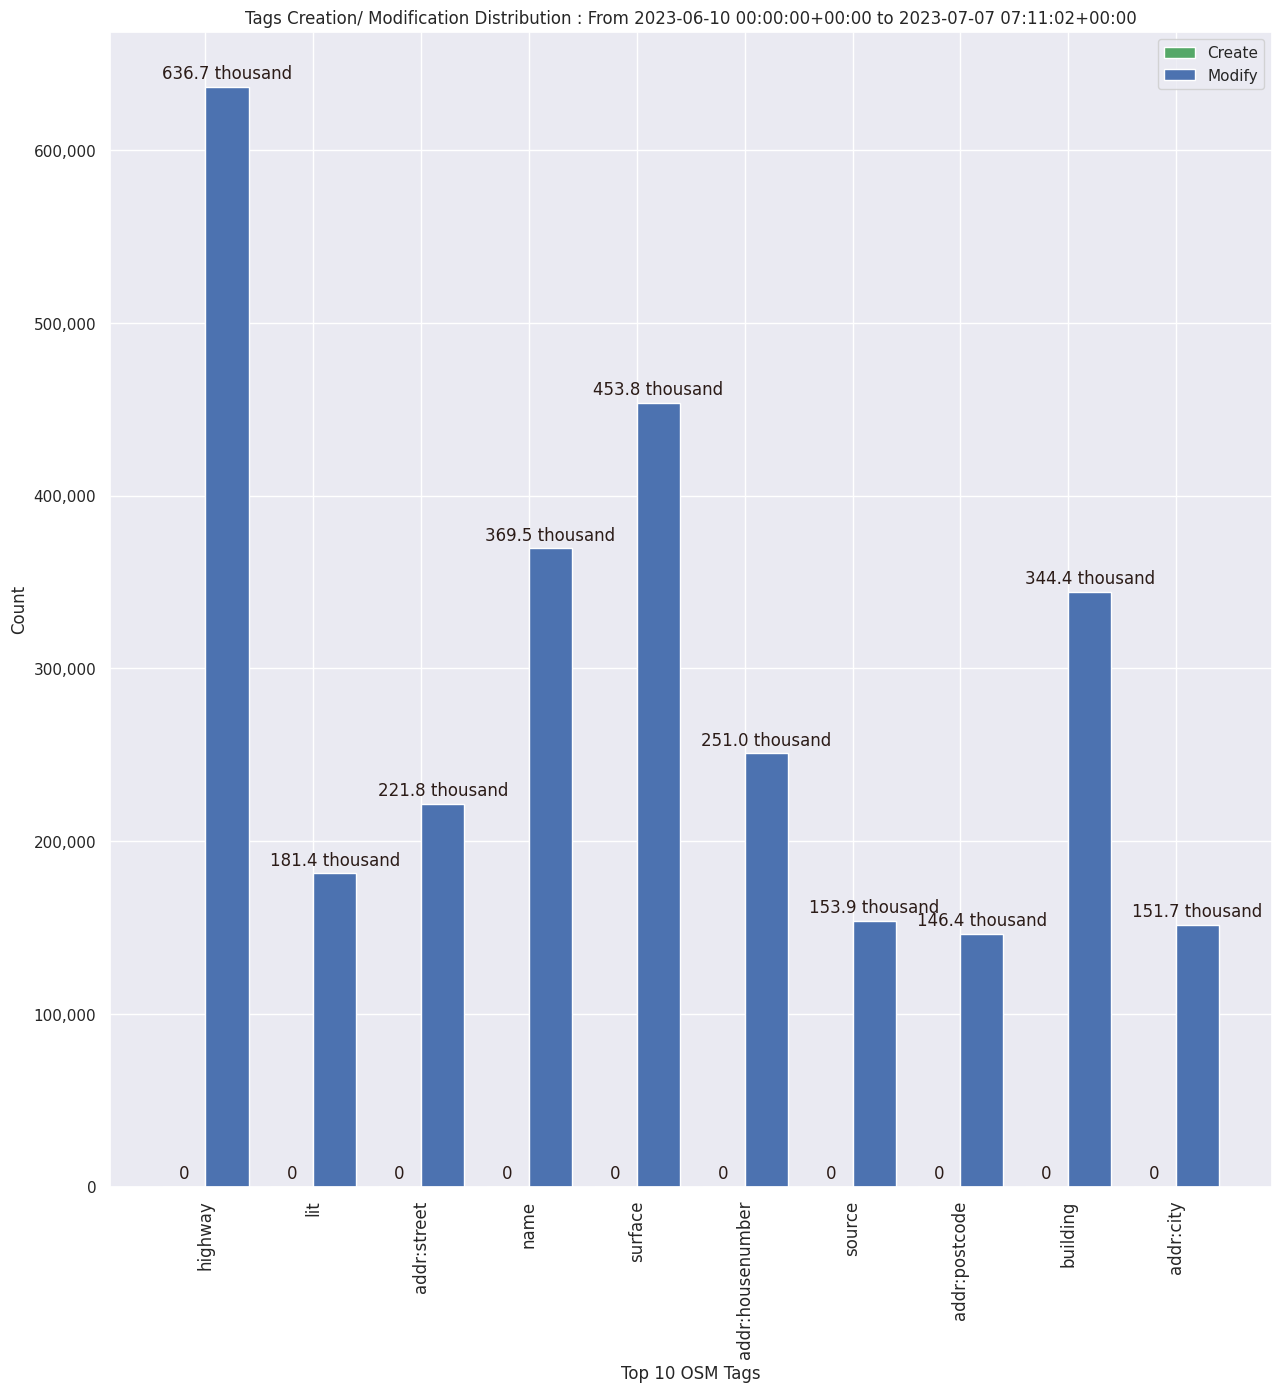 Tags Creation/ Modification Distribution : From 2023-06-10 00:00:00+00:00 to 2023-07-07 07:11:02+00:00
Create
Modify
636.7 thousand
181.4 thousand
221.8 thousand
369.5 thousand
453.8 thousand
251.0 thousand
153.9 thousand
146.4 thousand
344.4 thousand
151.7 thousand
0
0
0
0
0
0
0
0
0
0
600,000
500,000
400,000
300,000
200,000
100,000
0
Count
highway
lit
addr:street
name
surface
addr:housenumber
source
addr:postcode
building
addr:city
Top 10 OSM Tags